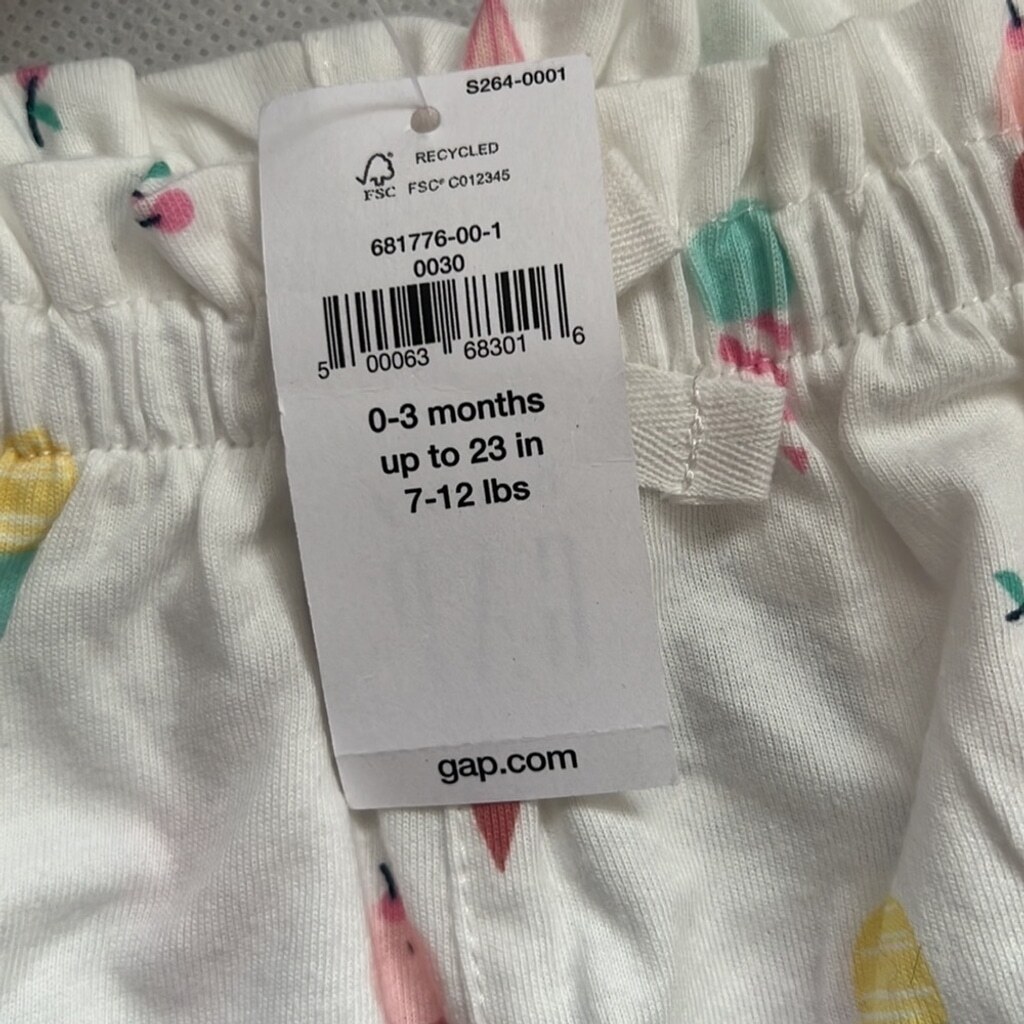 S264-0001
RECYCLED
FSC
FSC® C012345
681776-00-1
0030
5 00063 68301 6
0-3 months
up to 23 in
7-12 lbs
gap.com